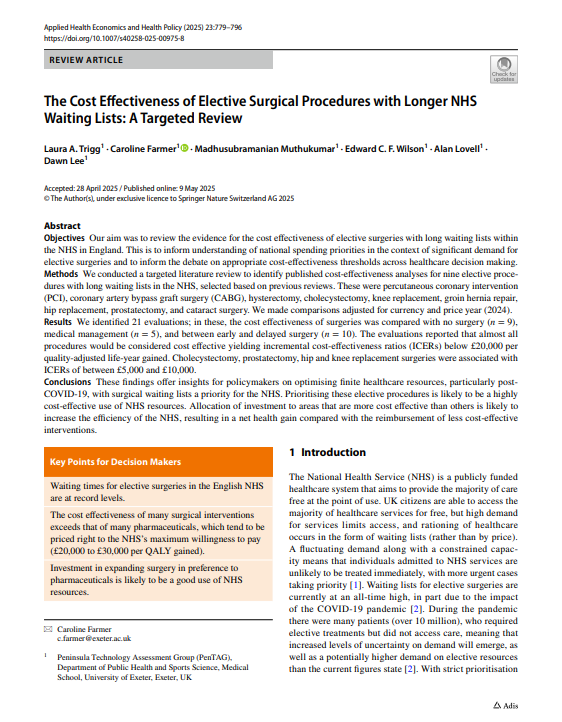 Applied Health Economics and Health Policy (2025) 23:779–796
https://doi.org/10.1007/s40258-025-00975-8
REVIEW ARTICLE
Check for
updates
The Cost Effectiveness of Elective Surgical Procedures with Longer NHS
Waiting Lists: A Targeted Review
Laura A. Trigg¹ · Caroline Farmer¹ · Madhusubramanian Muthukumar¹ · Edward C. F. Wilson¹ · Alan Lovell¹ ·
Dawn Lee¹
Accepted: 28 April 2025 / Published online: 9 May 2025
© The Author(s), under exclusive licence to Springer Nature Switzerland AG 2025
Abstract
Objectives Our aim was to review the evidence for the cost effectiveness of elective surgeries with long waiting lists within
the NHS in England. This is to inform understanding of national spending priorities in the context of significant demand for
elective surgeries and to inform the debate on appropriate cost-effectiveness thresholds across healthcare decision making.
Methods We conducted a targeted literature review to identify published cost-effectiveness analyses for nine elective proce-
dures with long waiting lists in the NHS, selected based on previous reviews. These were percutaneous coronary intervention
(PCI), coronary artery bypass graft surgery (CABG), hysterectomy, cholecystectomy, knee replacement, groin hernia repair,
hip replacement, prostatectomy, and cataract surgery. We made comparisons adjusted for currency and price year (2024).
Results We identified 21 evaluations; in these, the cost effectiveness of surgeries was compared with no surgery (n = 9),
medical management (n = 5), and between early and delayed surgery (n = 10). The evaluations reported that almost all
procedures would be considered cost effective yielding incremental cost-effectiveness ratios (ICERs) below £20,000 per
quality-adjusted life-year gained. Cholecystectomy, prostatectomy, hip and knee replacement surgeries were associated with
ICERs of between £5,000 and £10,000.
Conclusions These findings offer insights for policymakers on optimising finite healthcare resources, particularly post-
COVID-19, with surgical waiting lists a priority for the NHS. Prioritising these elective procedures is likely to be a highly
cost-effective use of NHS resources. Allocation of investment to areas that are more cost effective than others is likely to
increase the efficiency of the NHS, resulting in a net health gain compared with the reimbursement of less cost-effective
interventions.
Key Points for Decision Makers
Waiting times for elective surgeries in the English NHS
are at record levels.
The cost effectiveness of many surgical interventions
exceeds that of many pharmaceuticals, which tend to be
priced right to the NHS's maximum willingness to pay
(£20,000 to £30,000 per QALY gained).
Investment in expanding surgery in preference to
pharmaceuticals is likely to be a good use of NHS
resources.
Caroline Farmer
c.farmer@exeter.ac.uk
1 Peninsula Technology Assessment Group (PenTAG),
Department of Public Health and Sports Science, Medical
School, University of Exeter, Exeter, UK
1 Introduction
The National Health Service (NHS) is a publicly funded
healthcare system that aims to provide the majority of care
free at the point of use. UK citizens are able to access the
majority of healthcare services for free, but high demand
for services limits access, and rationing of healthcare
occurs in the form of waiting lists (rather than by price).
A fluctuating demand along with a constrained capac-
ity means that individuals admitted to NHS services are
unlikely to be treated immediately, with more urgent cases
taking priority [1]. Waiting lists for elective surgeries are
currently at an all-time high, in part due to the impact
of the COVID-19 pandemic [2]. During the pandemic
there were many patients (over 10 million), who required
elective treatments but did not access care, meaning that
increased levels of uncertainty on demand will emerge, as
well as a potentially higher demand on elective resources
than the current figures state [2]. With strict prioritisation
Adis